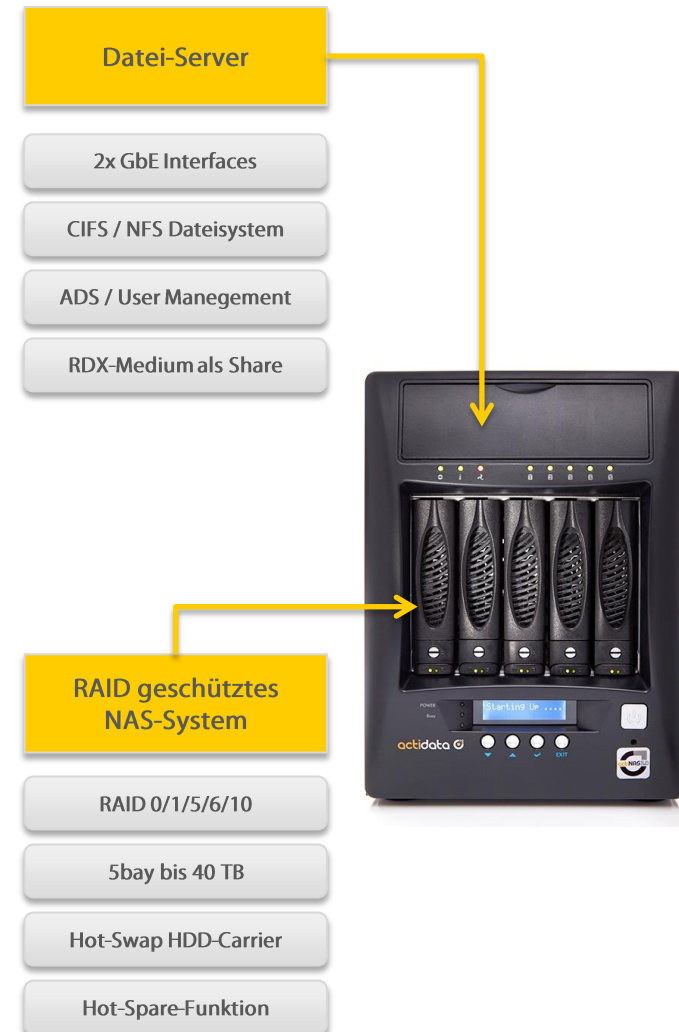 Datei-Server
2x GbE Interfaces
CIFS / NFS Dateisystem
ADS / User Manegement
RDX-Medium als Share
RAID geschütztes
NAS-System
RAID 0/1/5/6/10
5bay bis 40 TB
Hot-Swap HDD-Carrier
Hot-Spare-Funktion
POWER
Busy
Starting Up ....
actidata
EXIT